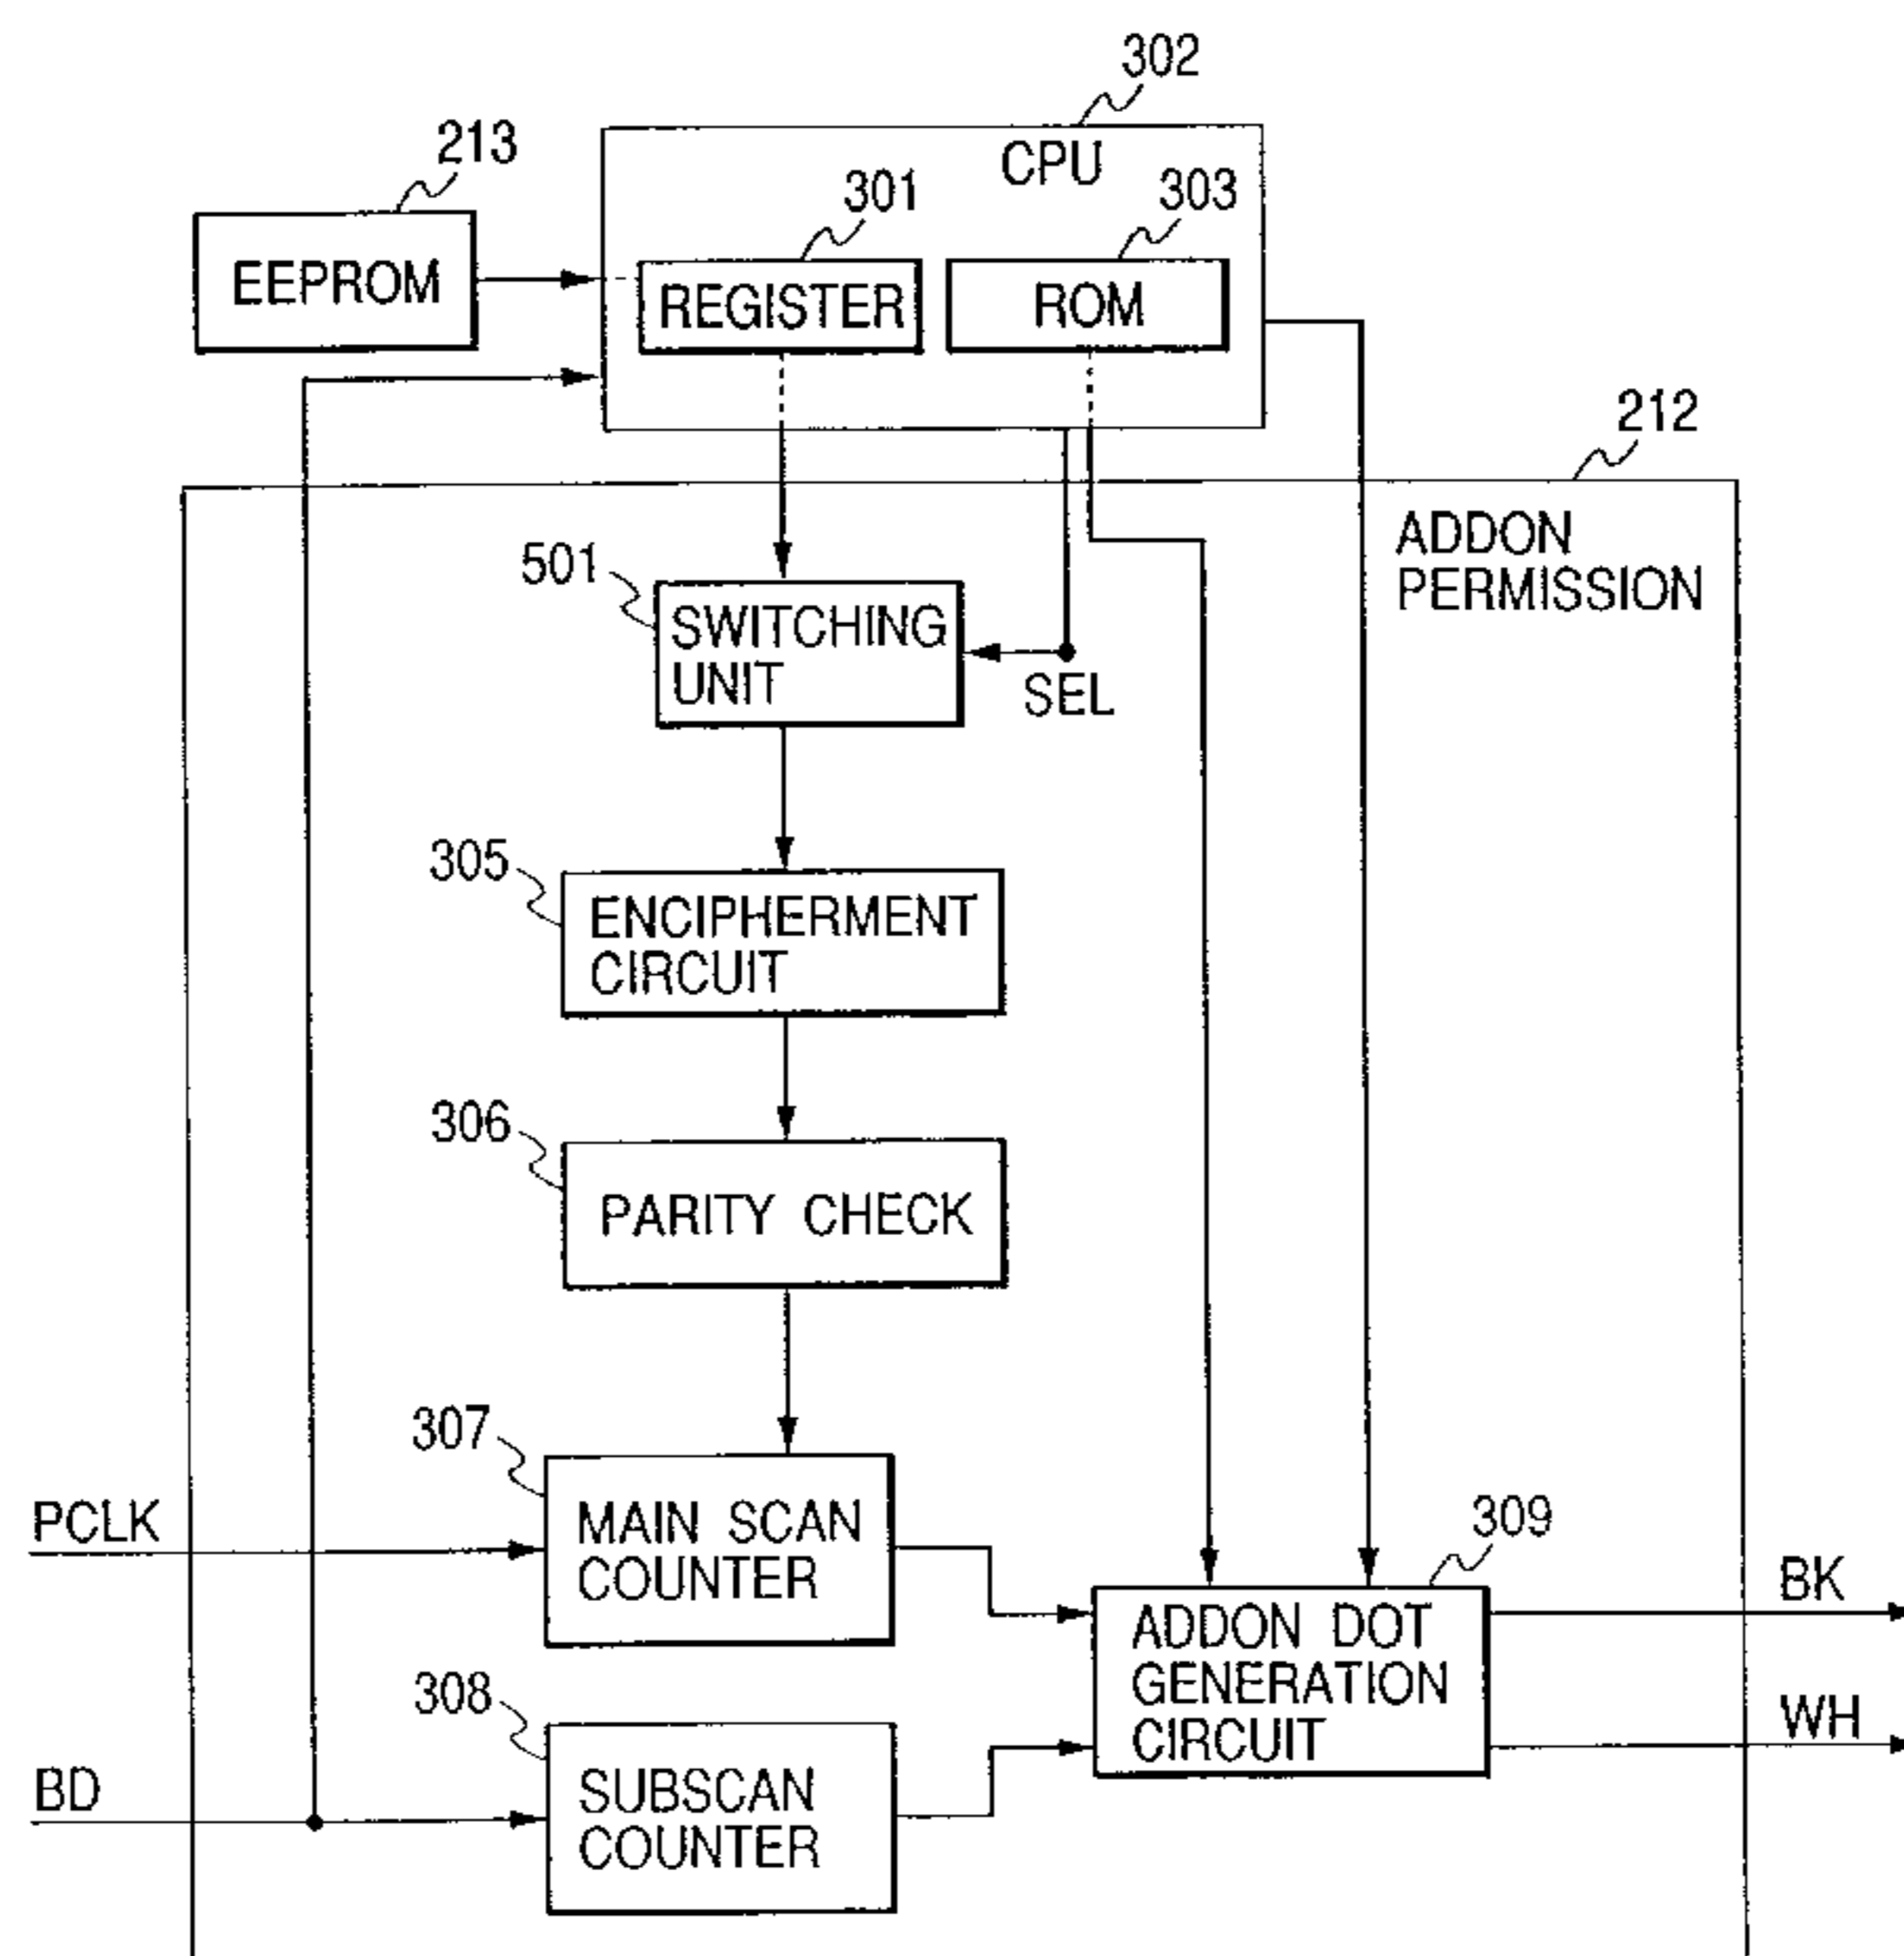 302
213
CPU
301
303
EEPROM
REGISTER
ROM
212
ADDON
PERMISSION
501
SWITCHING
UNIT
SEL
305
ENCIPHERMENT
CIRCUIT
306
PARITY CHECK
307
PCLK
MAIN SCAN
COUNTER
309
BK
ADDON DOT
GENERATION
CIRCUIT
308
WH
BD
SUBSCAN
COUNTER